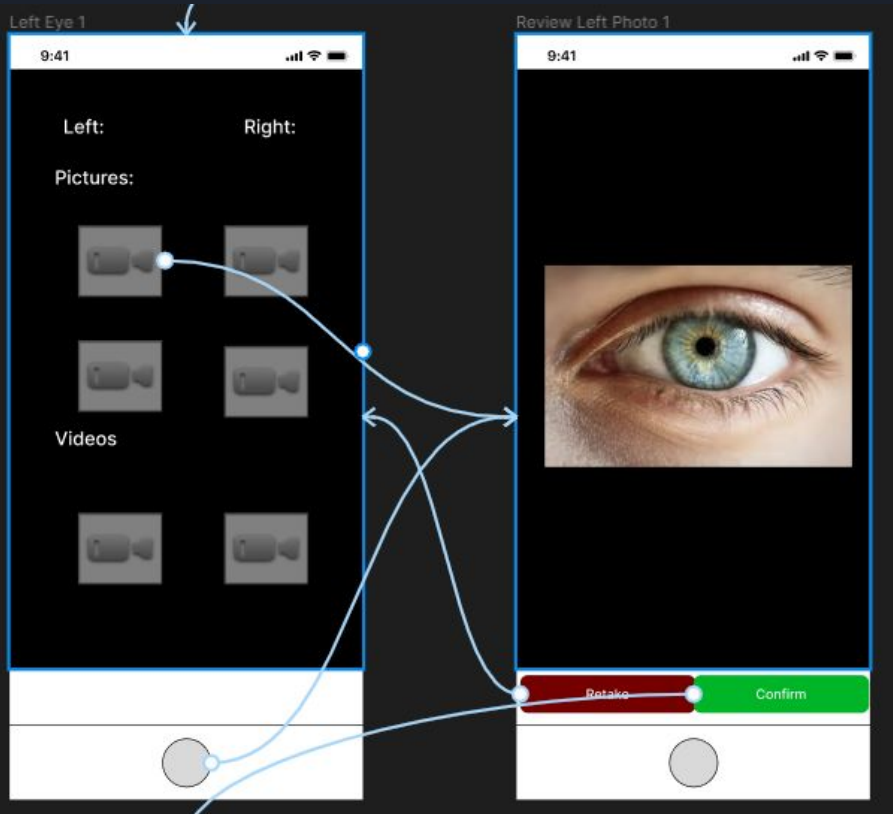 Left Eye 1
9:41
Left:
Right:
Pictures:
Videos
Review Left Photo 1
9:41
Retake
Confirm